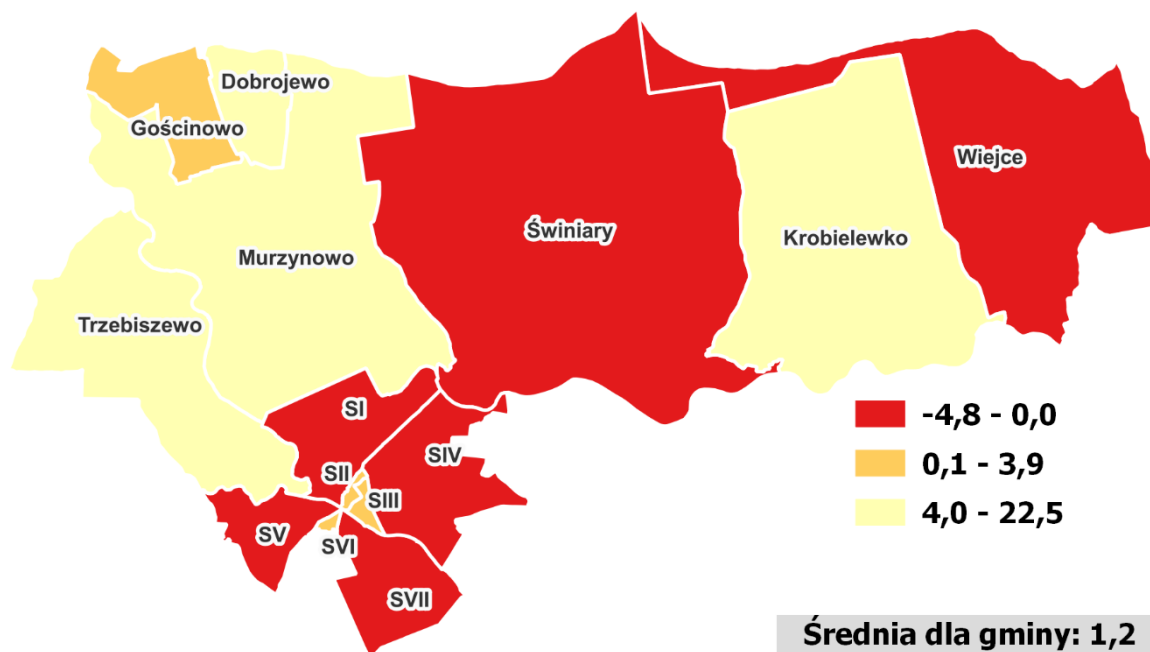 Dobrojewo
Gościnowo
Wiejce
Świniary
Krobielewko
Murzynowo
Trzebiszewo
SI
SIV
SII
SIII
SV
SVI
SVII
-4,8 - 0,0
0,1 - 3,9
4,0 - 22,5
Średnia dla gminy: 1,2